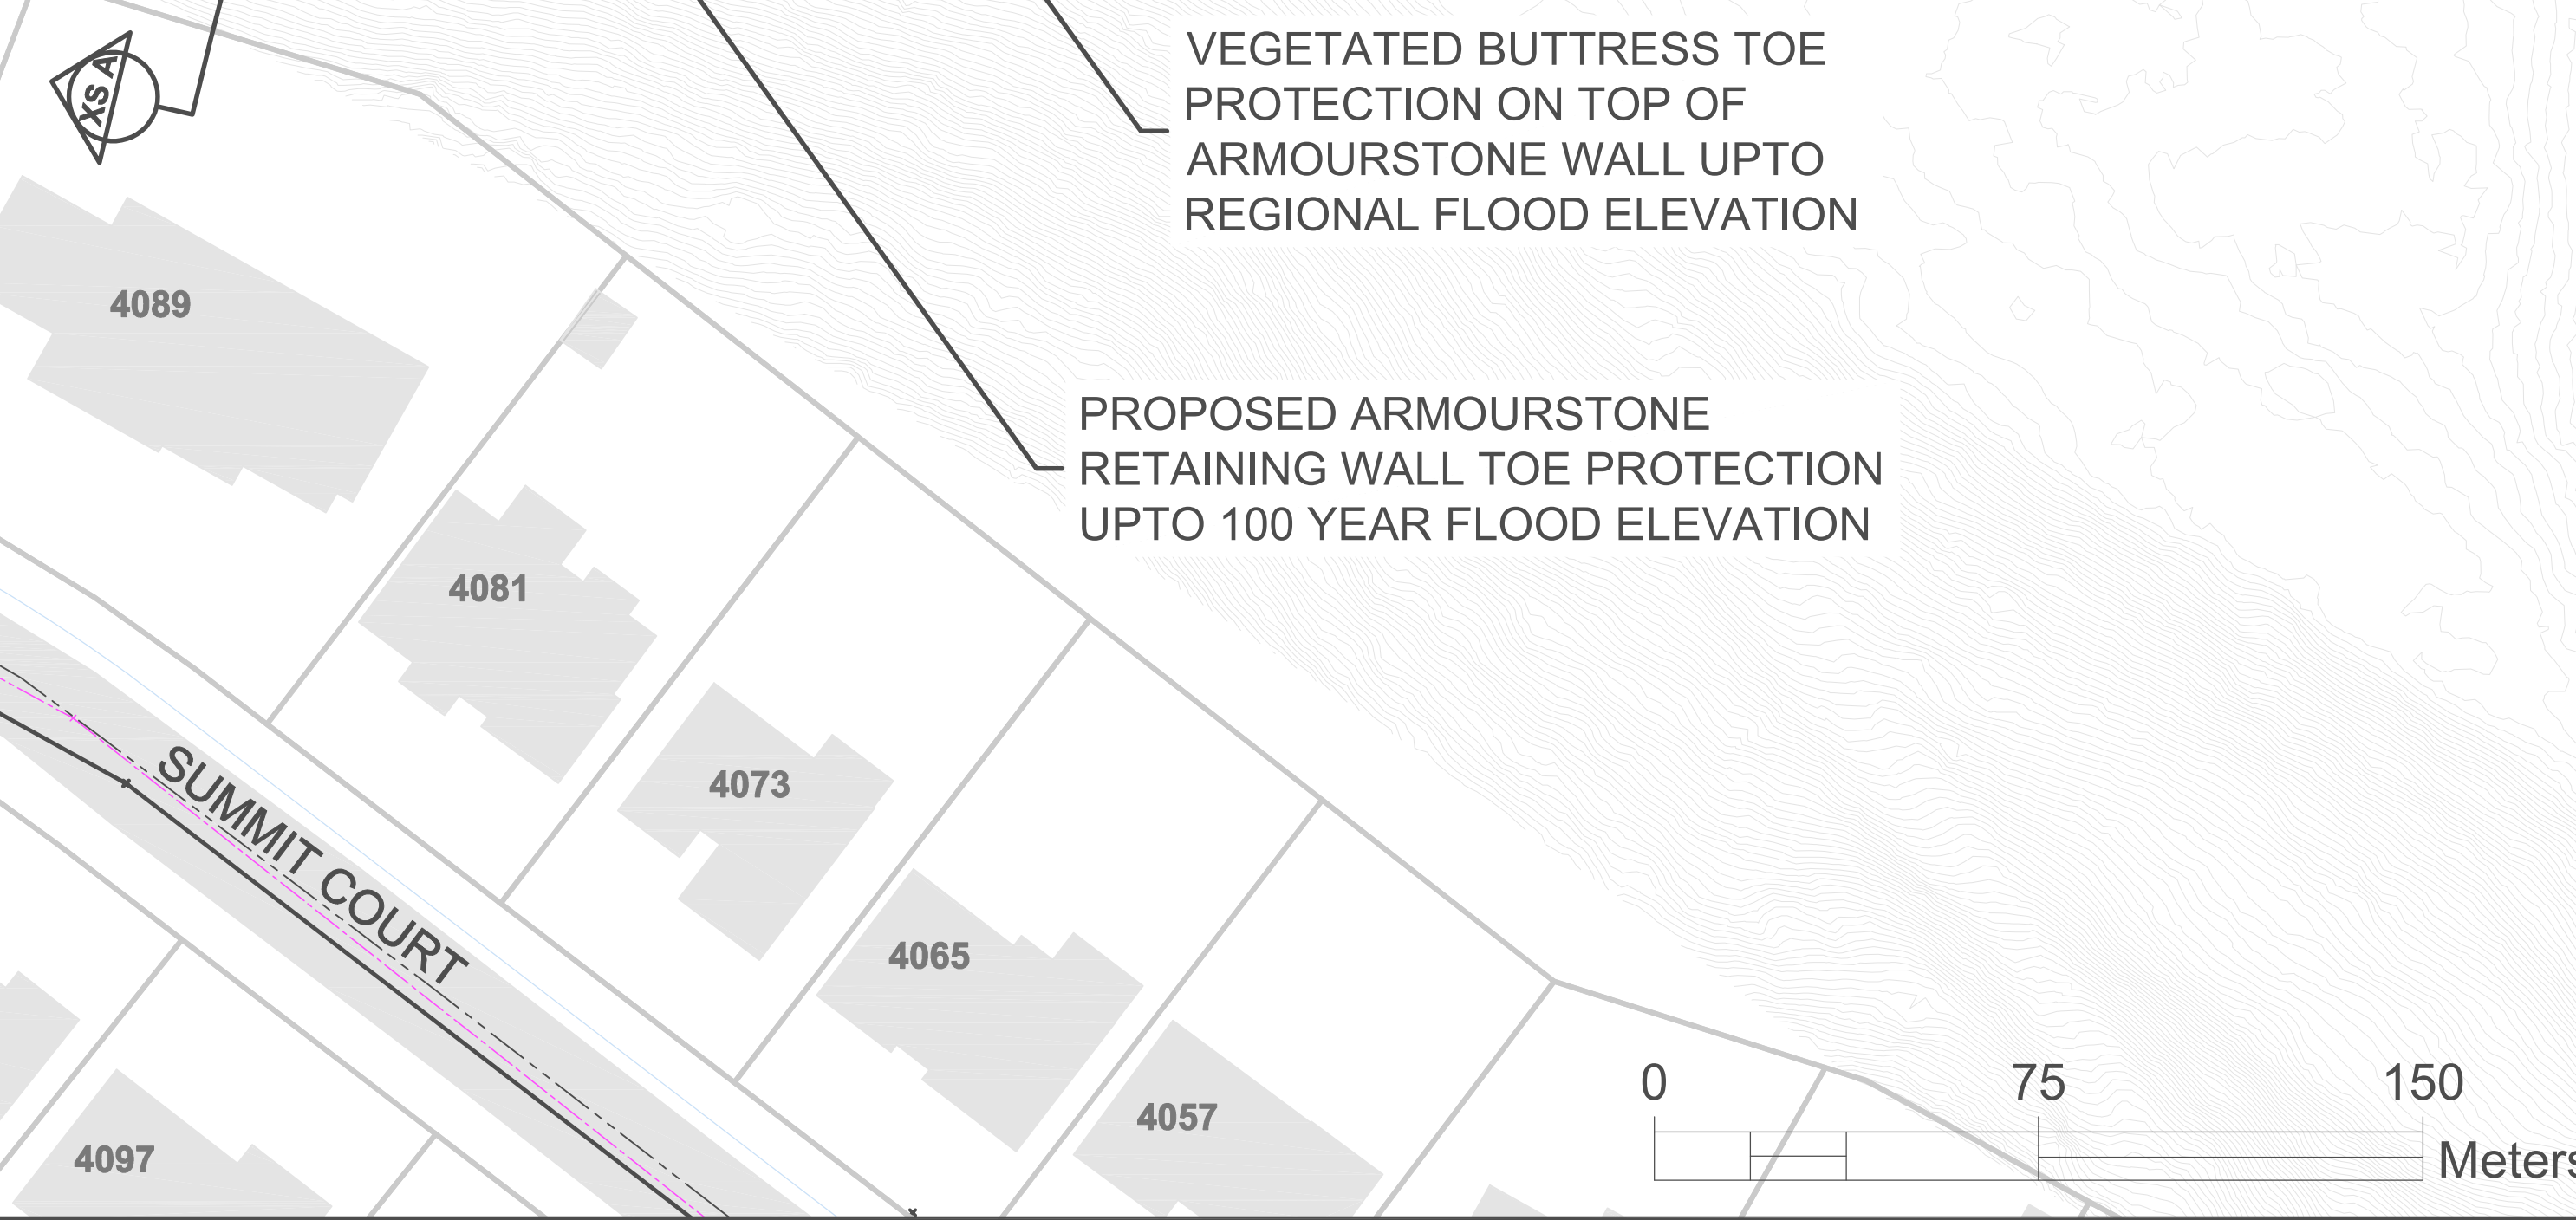 XS A
VEGETATED BUTTRESS TOE
PROTECTION ON TOP OF
ARMOURSTONE WALL UPTO
REGIONAL FLOOD ELEVATION
4089
PROPOSED ARMOURSTONE
RETAINING WALL TOE PROTECTION
UPTO 100 YEAR FLOOD ELEVATION
4081
4073
SUMMIT COURT
4065
4057
4097
0 75 150
Meters